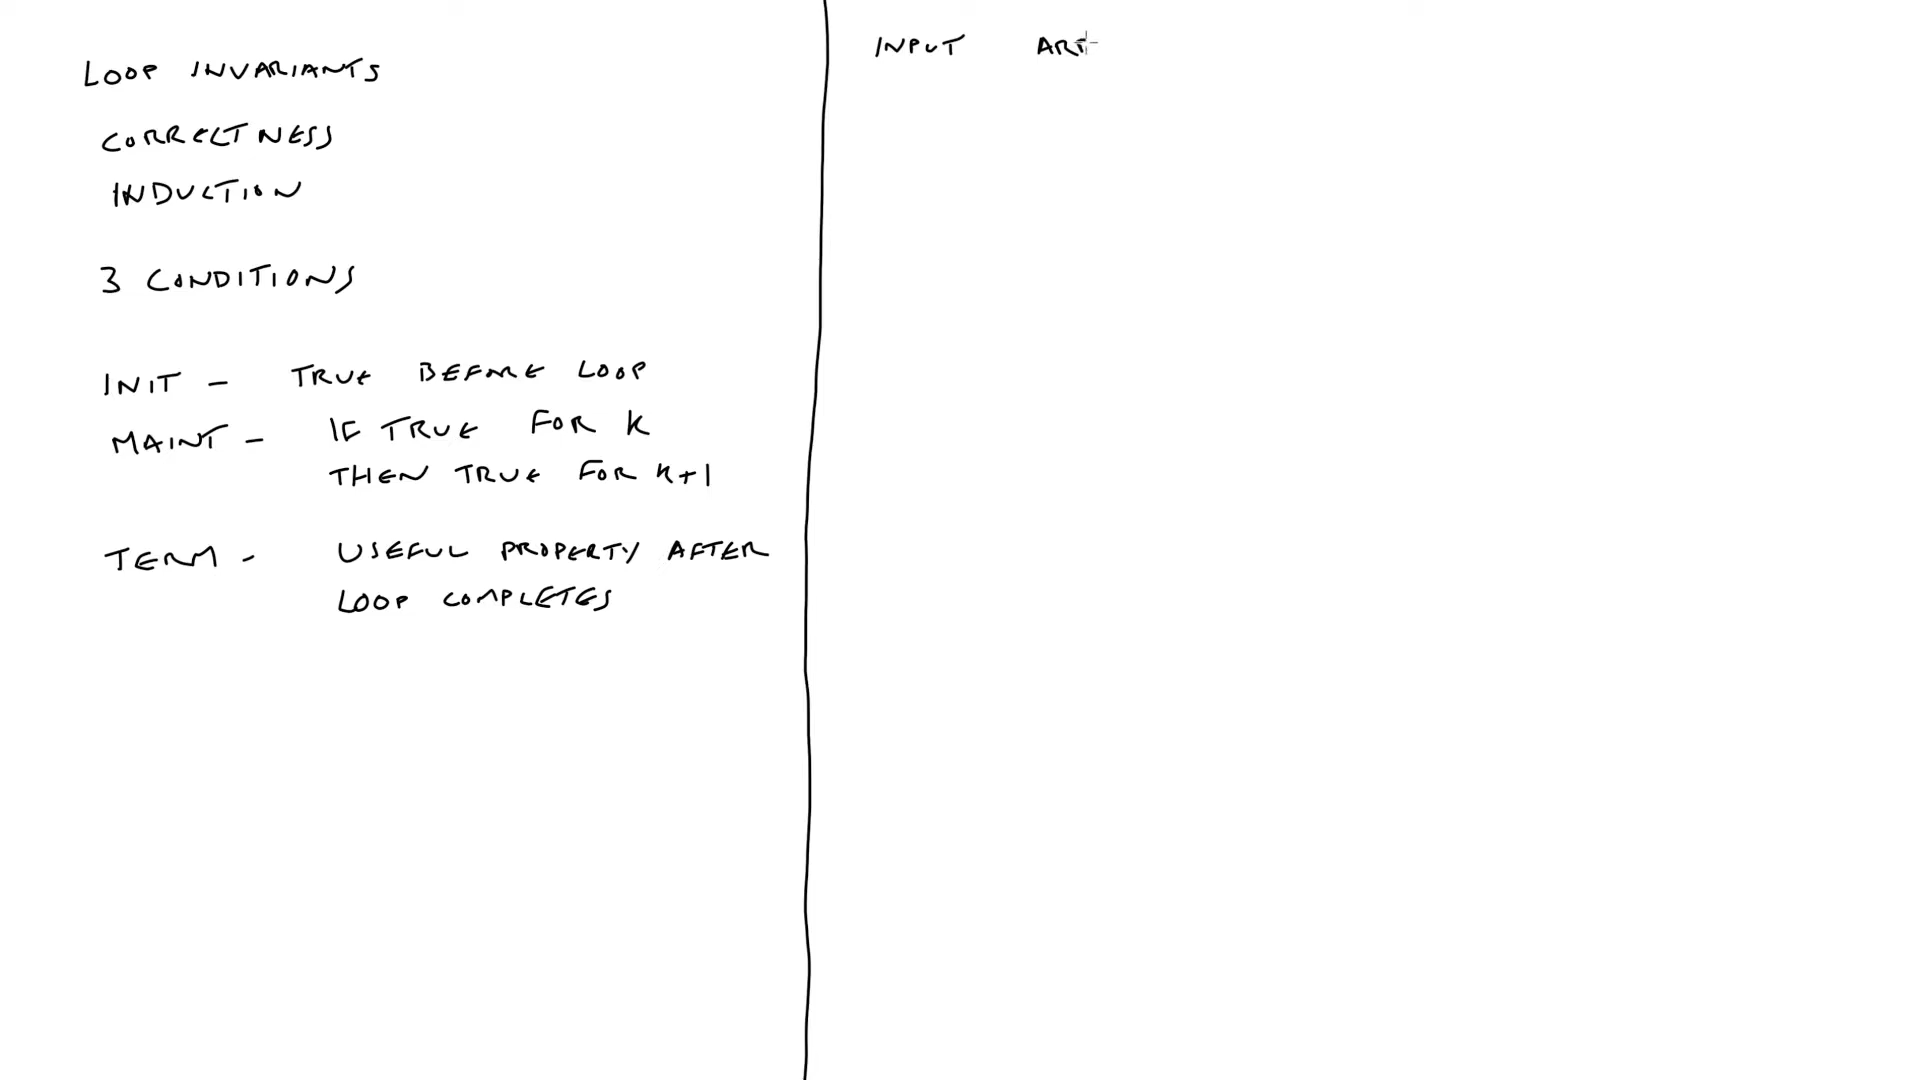 LOOP INVARIANTS
CORRECTNESS
INDUCTION
3 CONDITIONS
INIT - TRUE BEFORE LOOP
MAINT - IF TRUE FOR K
THEN TRUE FOR K+1
TERM - USEFUL PROPERTY AFTER
LOOP COMPLETES
INPUT